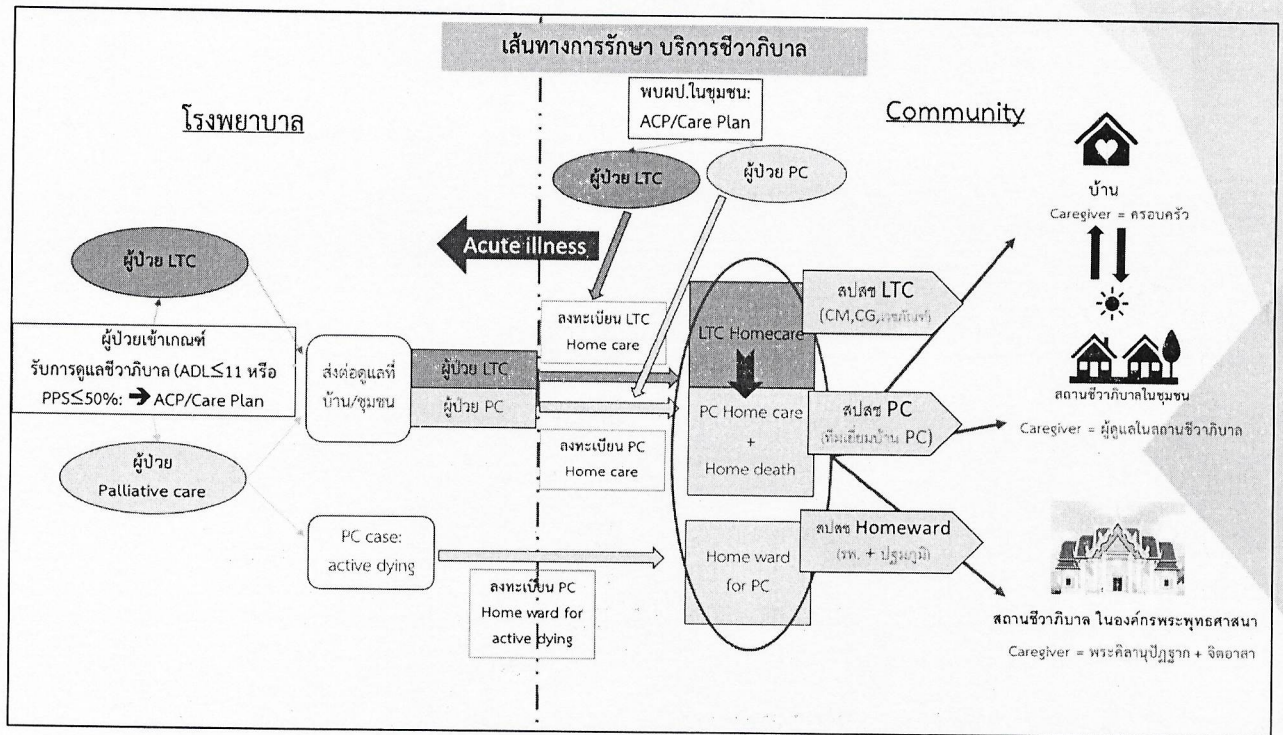 เส้นทางการรักษา บริการชีวาภิบาล
โรงพยาบาล
พบผป.ในชุมชน:
ACP/Care Plan
Community
ผู้ป่วย LTC
ผู้ป่วย PC
บ้าน
Caregiver = ครอบครัว
Acute illness
ผู้ป่วย LTC
ผู้ป่วยเข้าเกณฑ์
รับการดูแลชีวาภิบาล (ADL≤11 หรือ
PPS≤50%: ➔ ACP/Care Plan
ผู้ป่วย
Palliative care
ส่งต่อดูแลที่
บ้าน/ชุมชน
ผู้ป่วย LTC
ผู้ป่วย PC
ลงทะเบียน LTC
Home care
ลงทะเบียน PC
Home care
PC case:
active dying
ลงทะเบียน PC
Home ward for
active dying
LTC Homecare
PC Home care
+
Home death
Home ward
for PC
สปสช LTC
(CM,CG,เวชภัณฑ์)
สปสช PC
(ทีมเยี่ยมบ้าน PC)
สปสช Homeward
(รพ. + ปฐมภูมิ)
สถานชีวาภิบาลในชุมชน
Caregiver = ผู้ดูแลในสถานชีวาภิบาล
สถานชีวาภิบาล ในองค์กรพระพุทธศาสนา
Caregiver = พระคิลานุปัฏฐาก + จิตอาสา